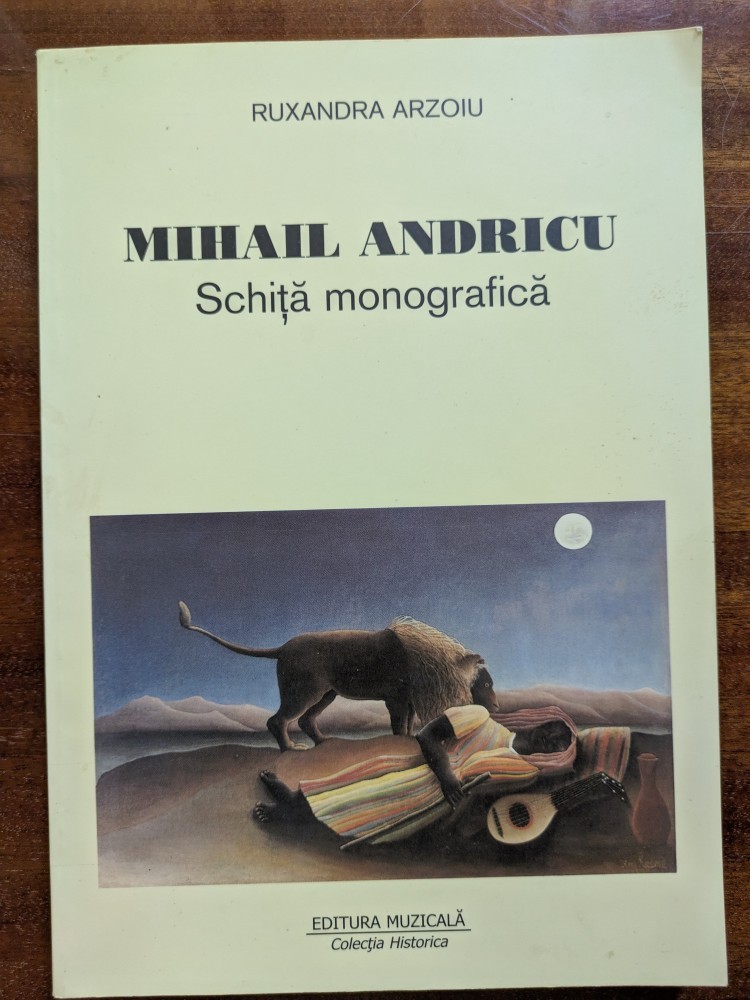 RUXANDRA ARZOIU
MIHAIL ANDRICU
Schiță monografică
EDITURA MUZICALĂ
Colecția Historica